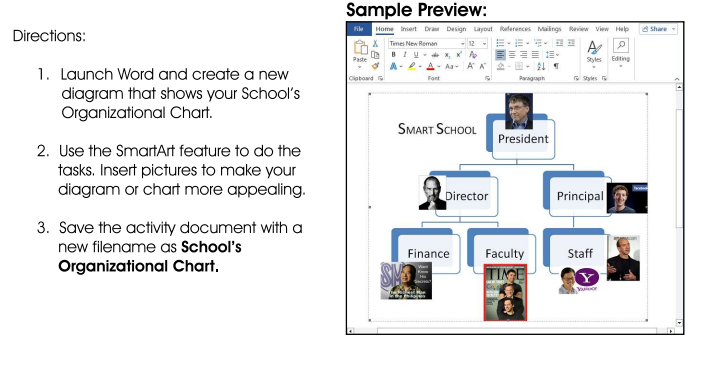 Sample Preview:
Directions:
1. Launch Word and create a new
diagram that shows your School's
Organizational Chart.
2. Use the SmartArt feature to do the
tasks. Insert pictures to make your
diagram or chart more appealing.
3. Save the activity document with a
new filename as School's
Organizational Chart.
File Home Insert Draw Design Layout References Mailings Review View Help Share
Times New Roman 12
Paste
Styles
Editing
Clipboard Font Paragraph Styles
SMART SCHOOL
President
Director
Principal
facebook
Finance
Faculty
Staff
TIME
YAHOO!